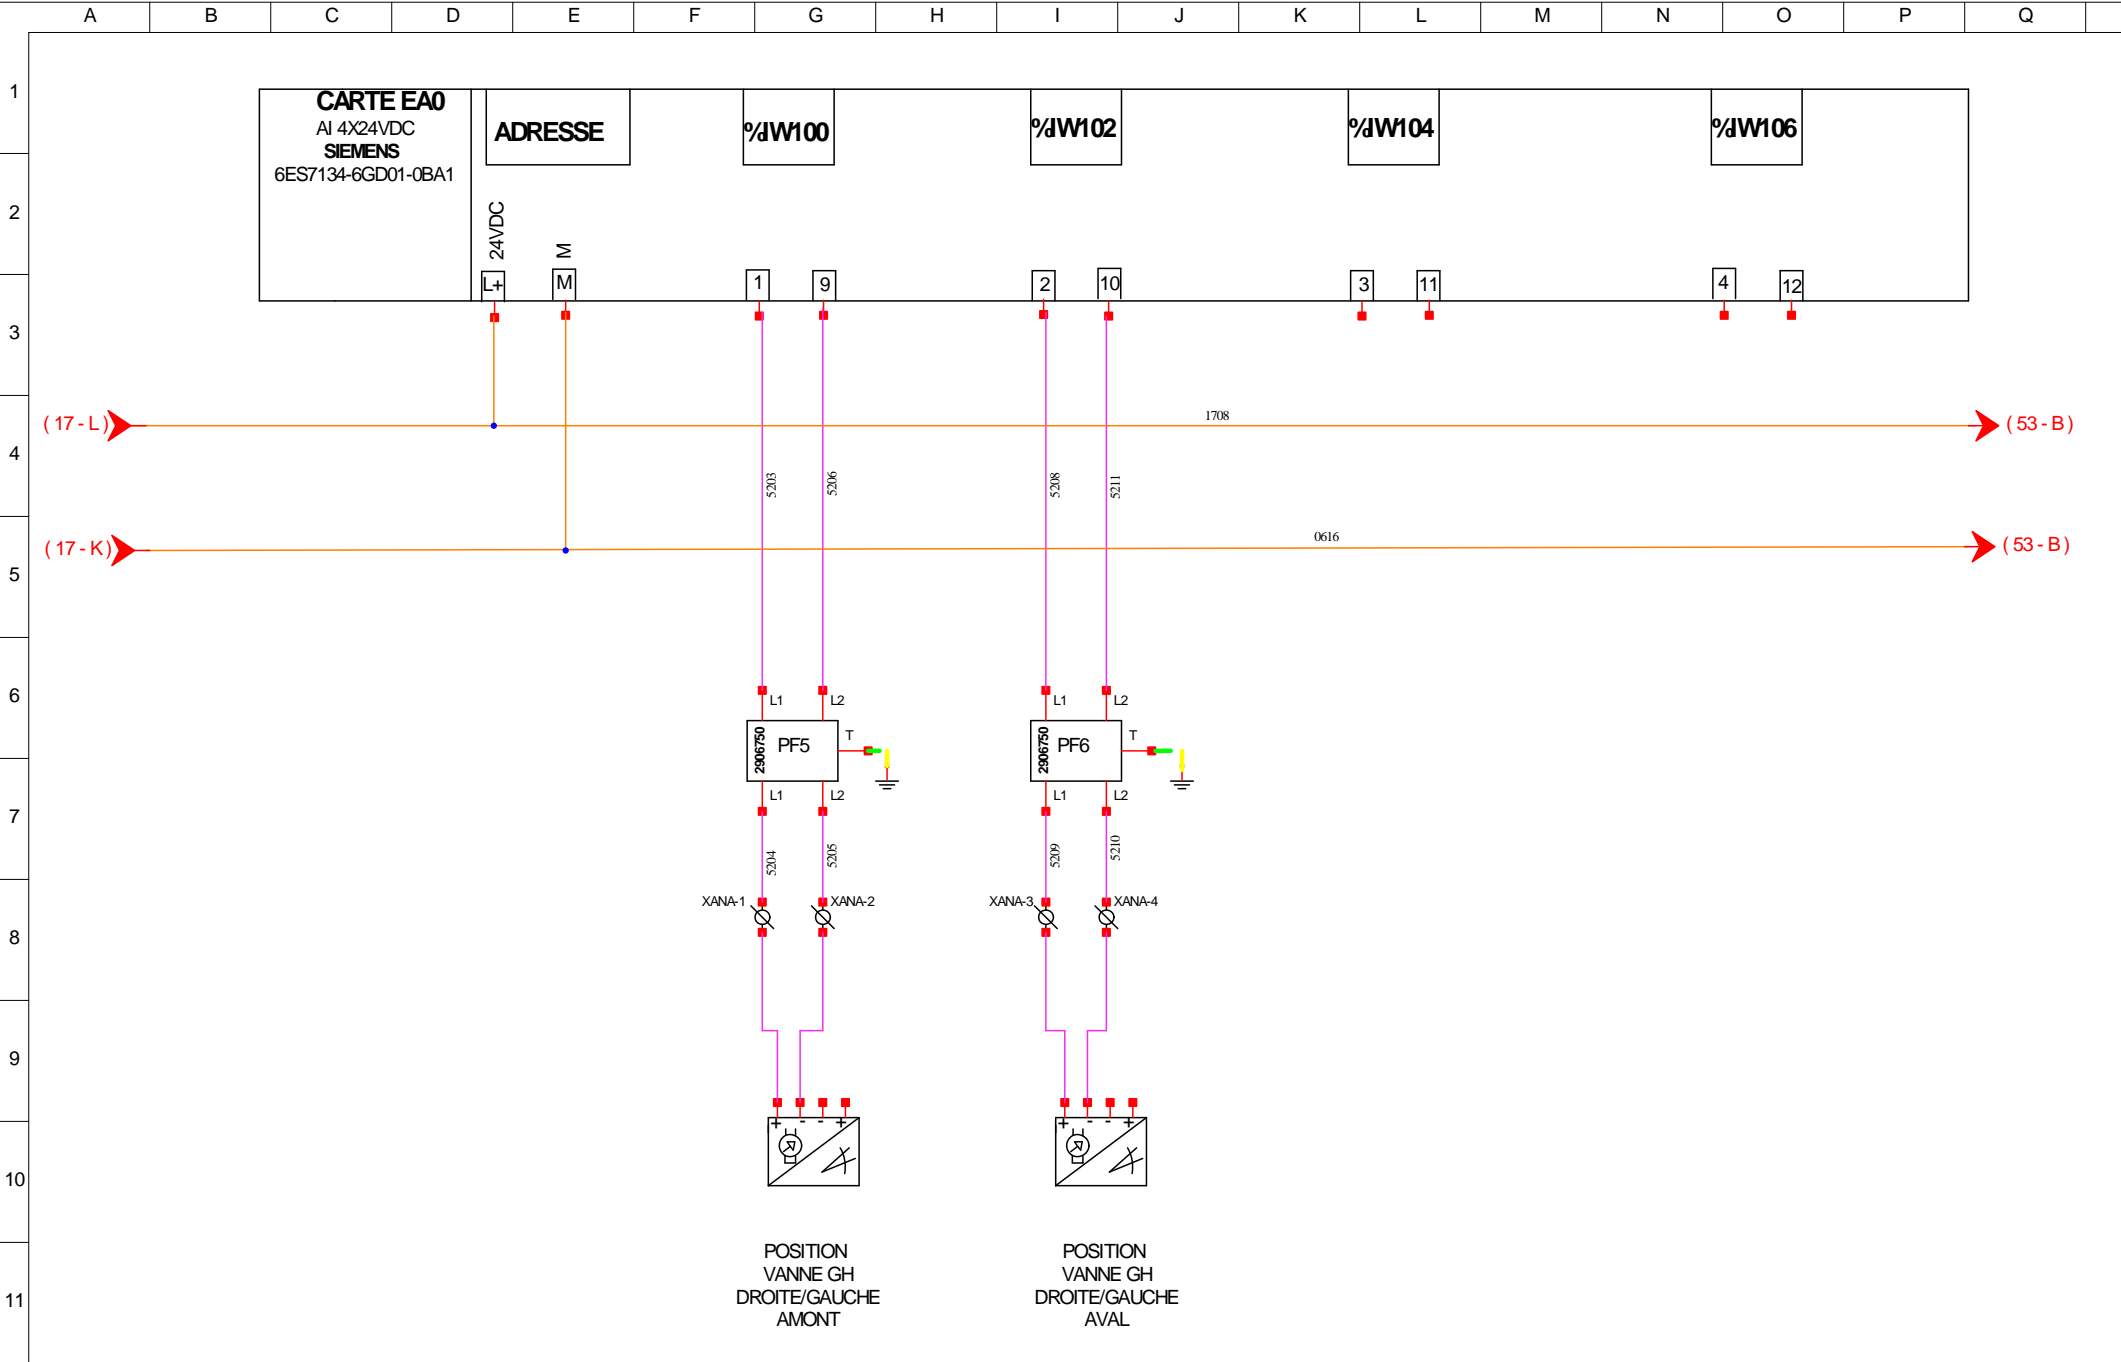 A B C D E F G H I J K L M N O P Q
1
CARTE EA0
AI 4X24VDC
SIEMENS
6ES7134-6GD01-0BA1
ADRESSE
%IW100
%IW102
%IW104
%IW106
2
24VDC
M
L+ M 1 9 2 10 3 11 4 12
3
(17-L) 1708 (53-B)
4
5203 5206 5208 5211
(17-K) 0616 (53-B)
5
6
L1 L2 L1 L2
2906750 PF5 T 2906750 PF6 T
L1 L2 L1 L2
7
5204 5205 5209 5210
XANA-1 XANA-2 XANA-3 XANA-4
8
9
+ - - + + - - +
10
POSITION
VANNE GH
DROITE/GAUCHE
AMONT
POSITION
VANNE GH
DROITE/GAUCHE
AVAL
11